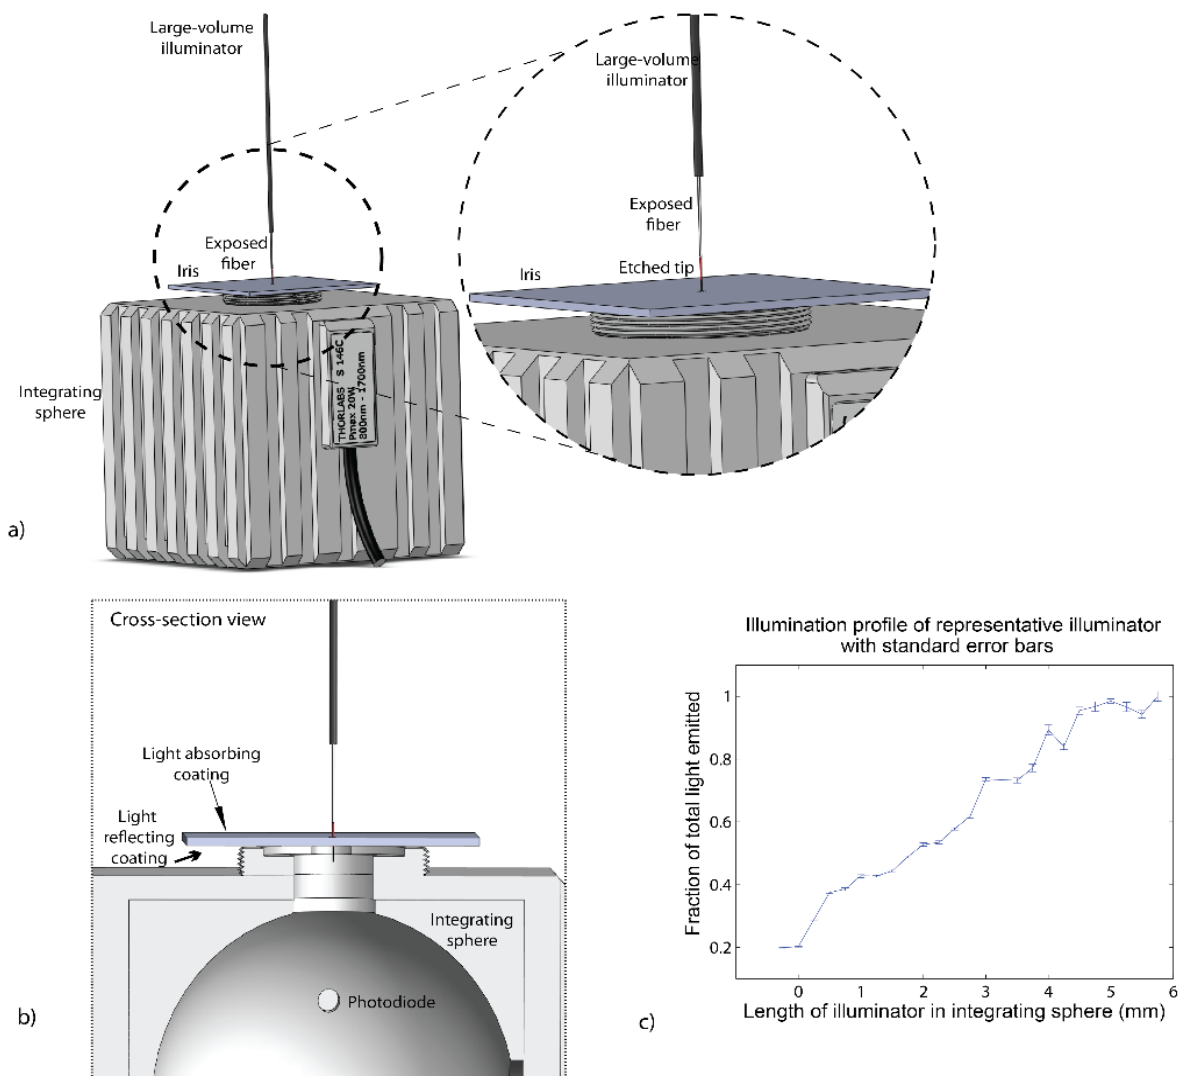 Large-volume
illuminator
Exposed
fiber
Iris
Integrating
sphere
THORLABS S 146C
Pmax 20W
800nm - 1700nm
Large-volume
illuminator
Exposed
fiber
Etched tip
Iris
a)
Cross-section view
Light absorbing
coating
Light
reflecting
coating
Integrating
sphere
Photodiode
b)
Illumination profile of representative illuminator
with standard error bars
Fraction of total light emitted
1
0.8
0.6
0.4
0.2
0 1 2 3 4 5 6
Length of illuminator in integrating sphere (mm)
c)